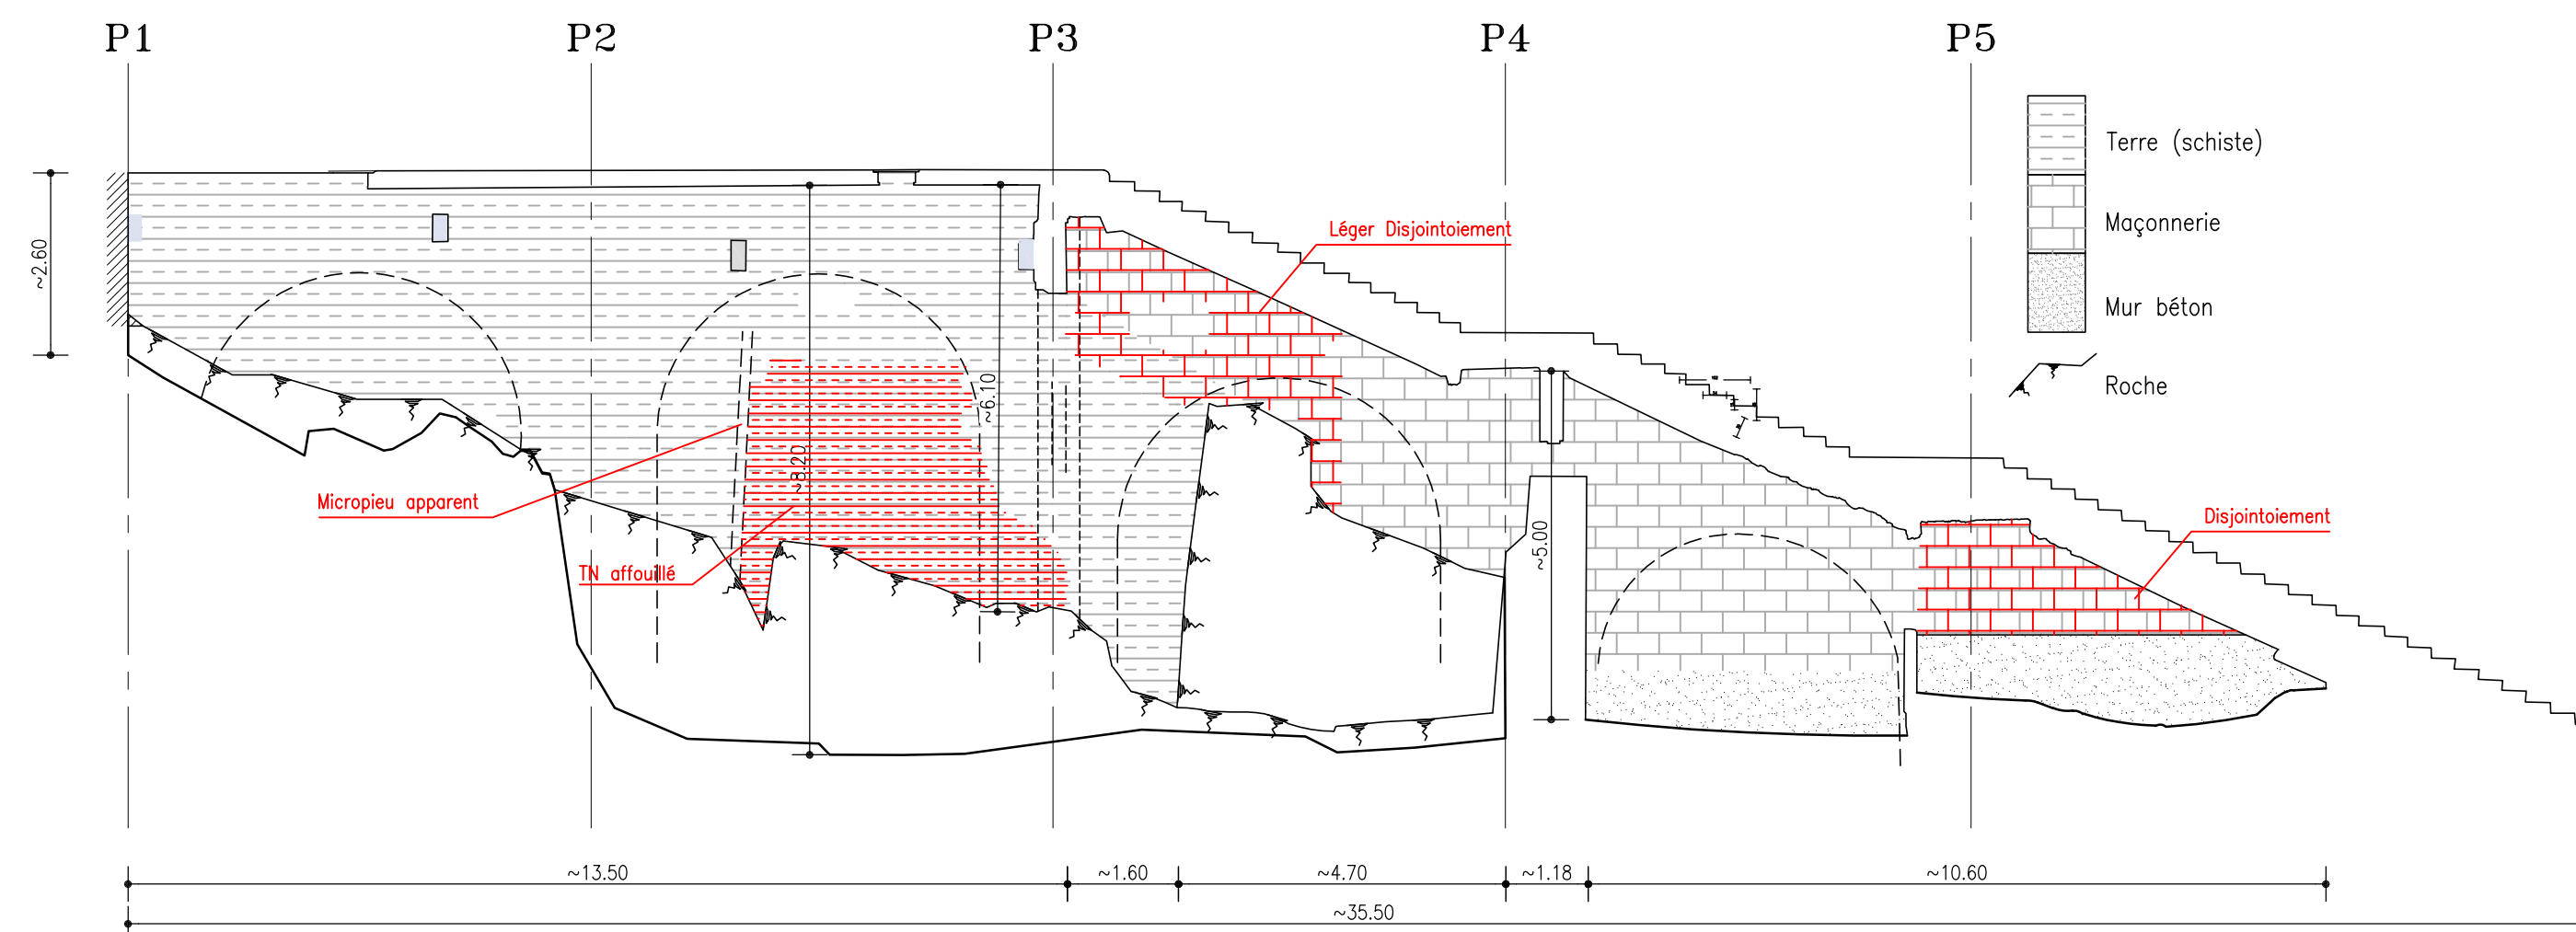 P1
P2
P3
P4
P5
Terre (schiste)
Maçonnerie
Mur béton
Roche
Léger Disjointoiement
Disjointoiement
Micropieu apparent
TN affouillé
~2.60
~8.20
~6.10
~5.00
~13.50
~1.60
~4.70
~1.18
~10.60
~35.50